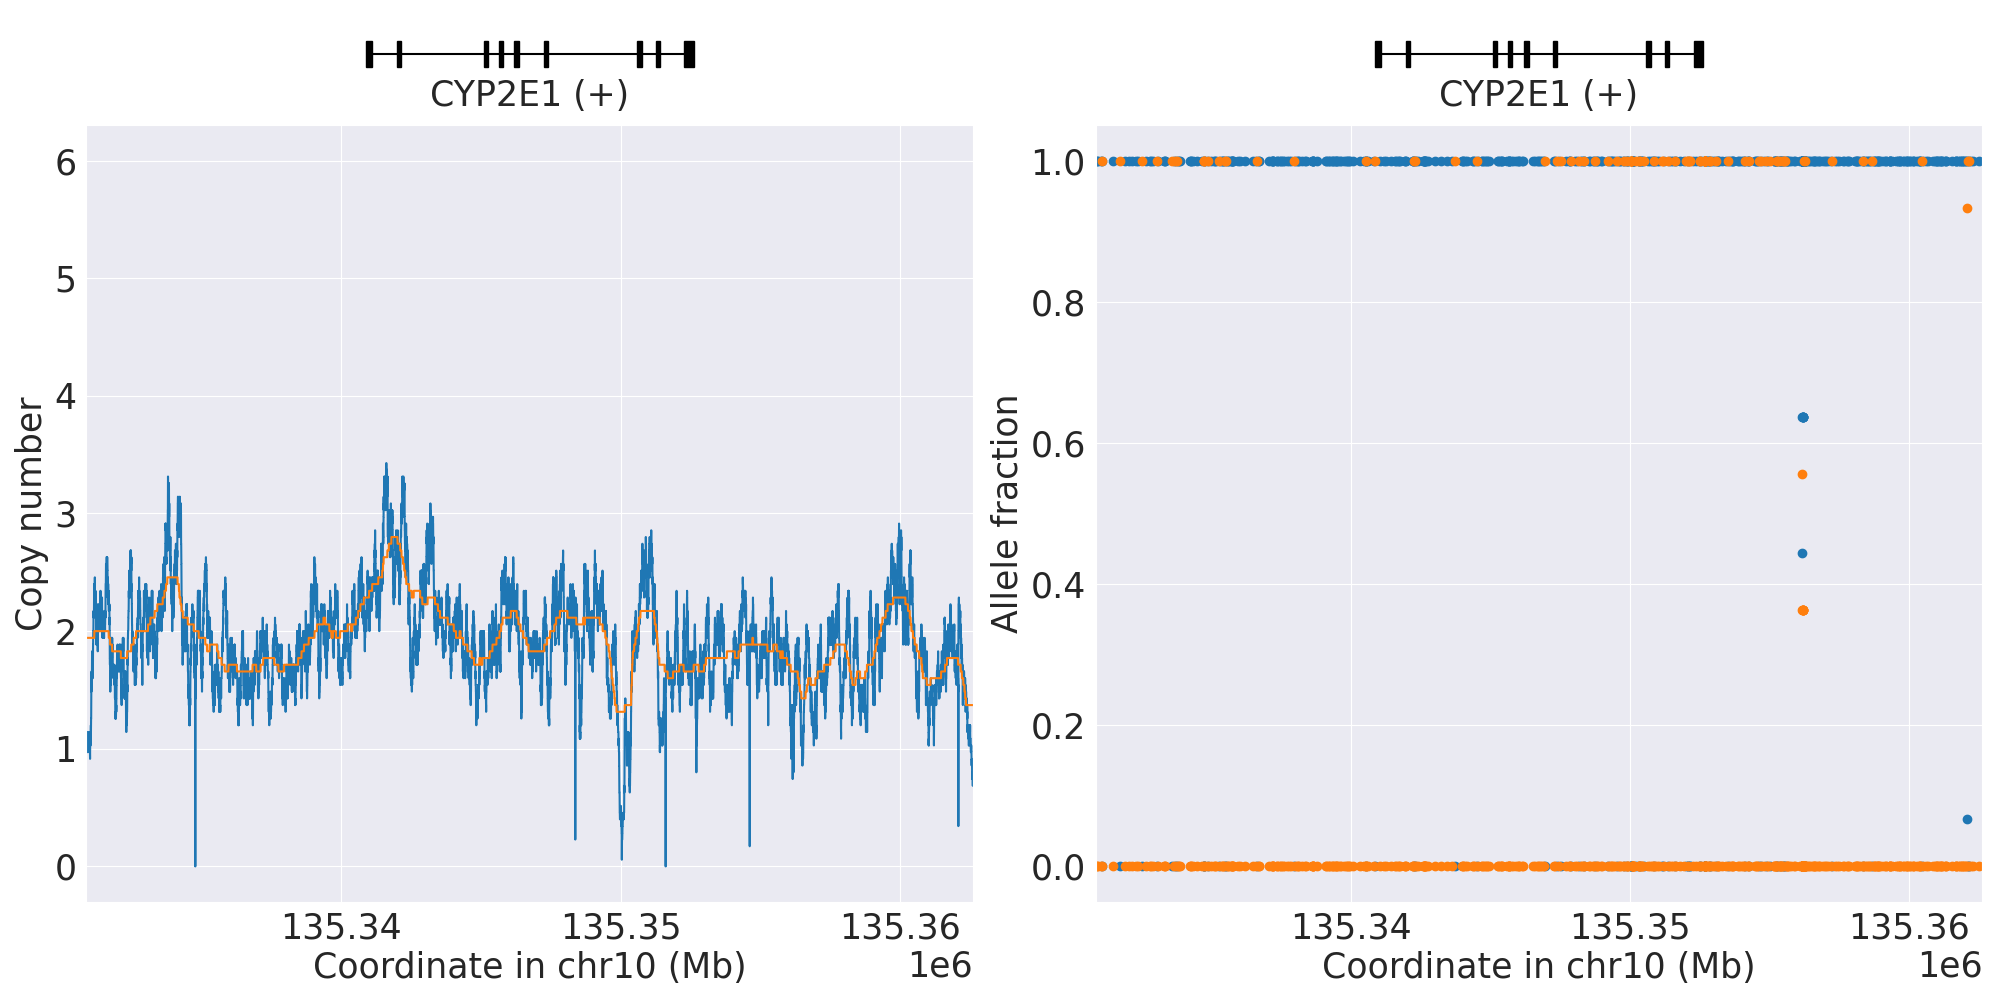 CYP2E1 (+)
6
5
4
3
2
1
0
Copy number
135.34 135.35 135.36
Coordinate in chr10 (Mb)
1e6
CYP2E1 (+)
1.0
0.8
0.6
0.4
0.2
0.0
Allele fraction
135.34 135.35 135.36
Coordinate in chr10 (Mb)
1e6